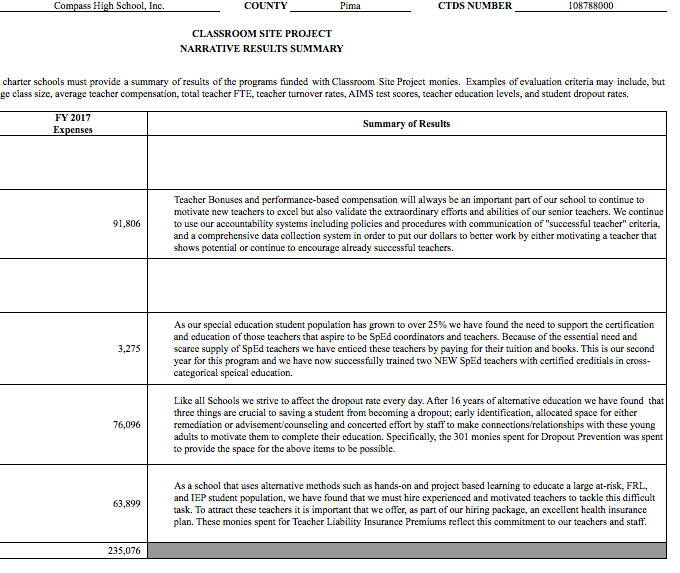 Compass High School, Inc. COUNTY Pima CTDS NUMBER 108788000
CLASSROOM SITE PROJECT
NARRATIVE RESULTS SUMMARY
charter schools must provide a summary of results of the programs funded with Classroom Site Project monies. Examples of evaluation criteria may include, but
ge class size, average teacher compensation, total teacher FTE, teacher turnover rates, AIMS test scores, teacher education levels, and student dropout rates.
FY 2017
Expenses
Summary of Results
Teacher Bonuses and performance-based compensation will always be an important part of our school to continue to
motivate new teachers to excel but also validate the extraordinary efforts and abilities of our senior teachers. We continue
91,806 to use our accountability systems including policies and procedures with communication of "successful teacher" criteria,
and a comprehensive data collection system in order to put our dollars to better work by either motivating a teacher that
shows potential or continue to encourage already successful teachers.
As our special education student population has grown to over 25% we have found the need to support the certification
and education of those teachers that aspire to be SpEd coordinators and teachers. Because of the essential need and
3,275 scarce supply of SpEd teachers we have enticed these teachers by paying for their tuition and books. This is our second
year for this program and we have now successfully trained two NEW SpEd teachers with certified creditials in cross-
categorical speical education.
Like all Schools we strive to affect the dropout rate every day. After 16 years of alternative education we have found that
three things are crucial to saving a student from becoming a dropout; early identification, allocated space for either
76,096 remediation or advisement/counseling and concerted effort by staff to make connections/relationships with these young
adults to motivate them to complete their education. Specifically, the 301 monies spent for Dropout Prevention was spent
to provide the space for the above items to be possible.
As a school that uses alternative methods such as hands-on and project based learning to educate a large at-risk, FRL,
and IEP student population, we have found that we must hire experienced and motivated teachers to tackle this difficult
63,899 task. To attract these teachers it is important that we offer, as part of our hiring package, an excellent health insurance
plan. These monies spent for Teacher Liability Insurance Premiums reflect this commitment to our teachers and staff.
235,076